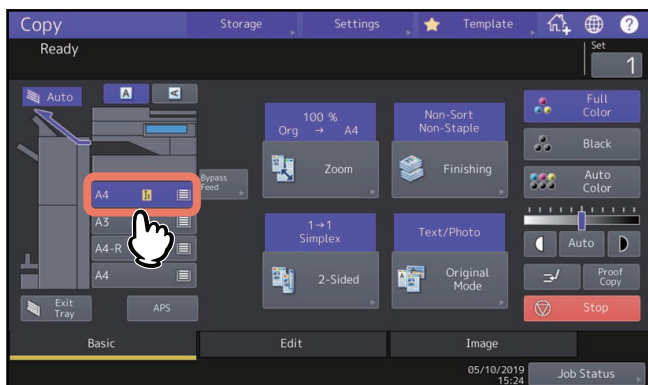 Copy
Storage
Settings
Template
?
Ready
Set
1
Auto
A
A
100 %
Org → A4
Non-Sort
Non-Staple
Full
Color
Black
Zoom
Finishing
Bypass
Feed
Auto
Color
A4
A3
A4-R
A4
1→1
Simplex
Text/Photo
Auto
2-Sided
Original
Mode
Proof
Copy
Exit
Tray
APS
Stop
Basic
Edit
Image
05/10/2019
15:24
Job Status